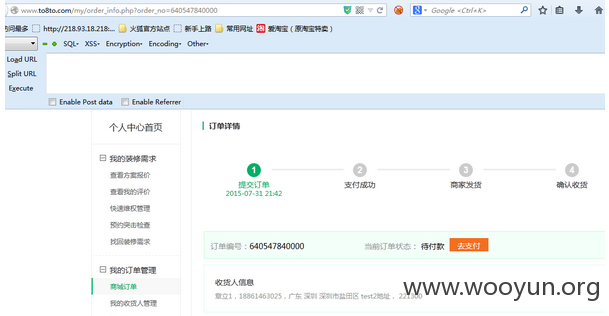 www.to8to.com/my/order_info.php?order_no=640547840000
Google <Ctrl+K>
访问最多 火狐官方站点 http://218.93.18.218:... 新手上路 常用网址 爱淘宝（原淘宝特卖）
SQL- XSS- Encryption- Encoding- Other-
Load URL
Split URL
Execute
Enable Post data Enable Referrer
个人中心首页
订单详情
我的装修需求
查看方案报价
查看我的评价
快速维权管理
预约突击检查
找回装修需求
我的订单管理
商城订单
我的收货人管理
1 2 3 4
提交订单 支付成功 商家发货 确认收货
2015-07-31 21:42
订单编号：640547840000 当前订单状态： 待付款 去支付
收货人信息
章立1，18861463025，广东 深圳 深圳市盐田区 test2地址， 221300
www.wooyun.org